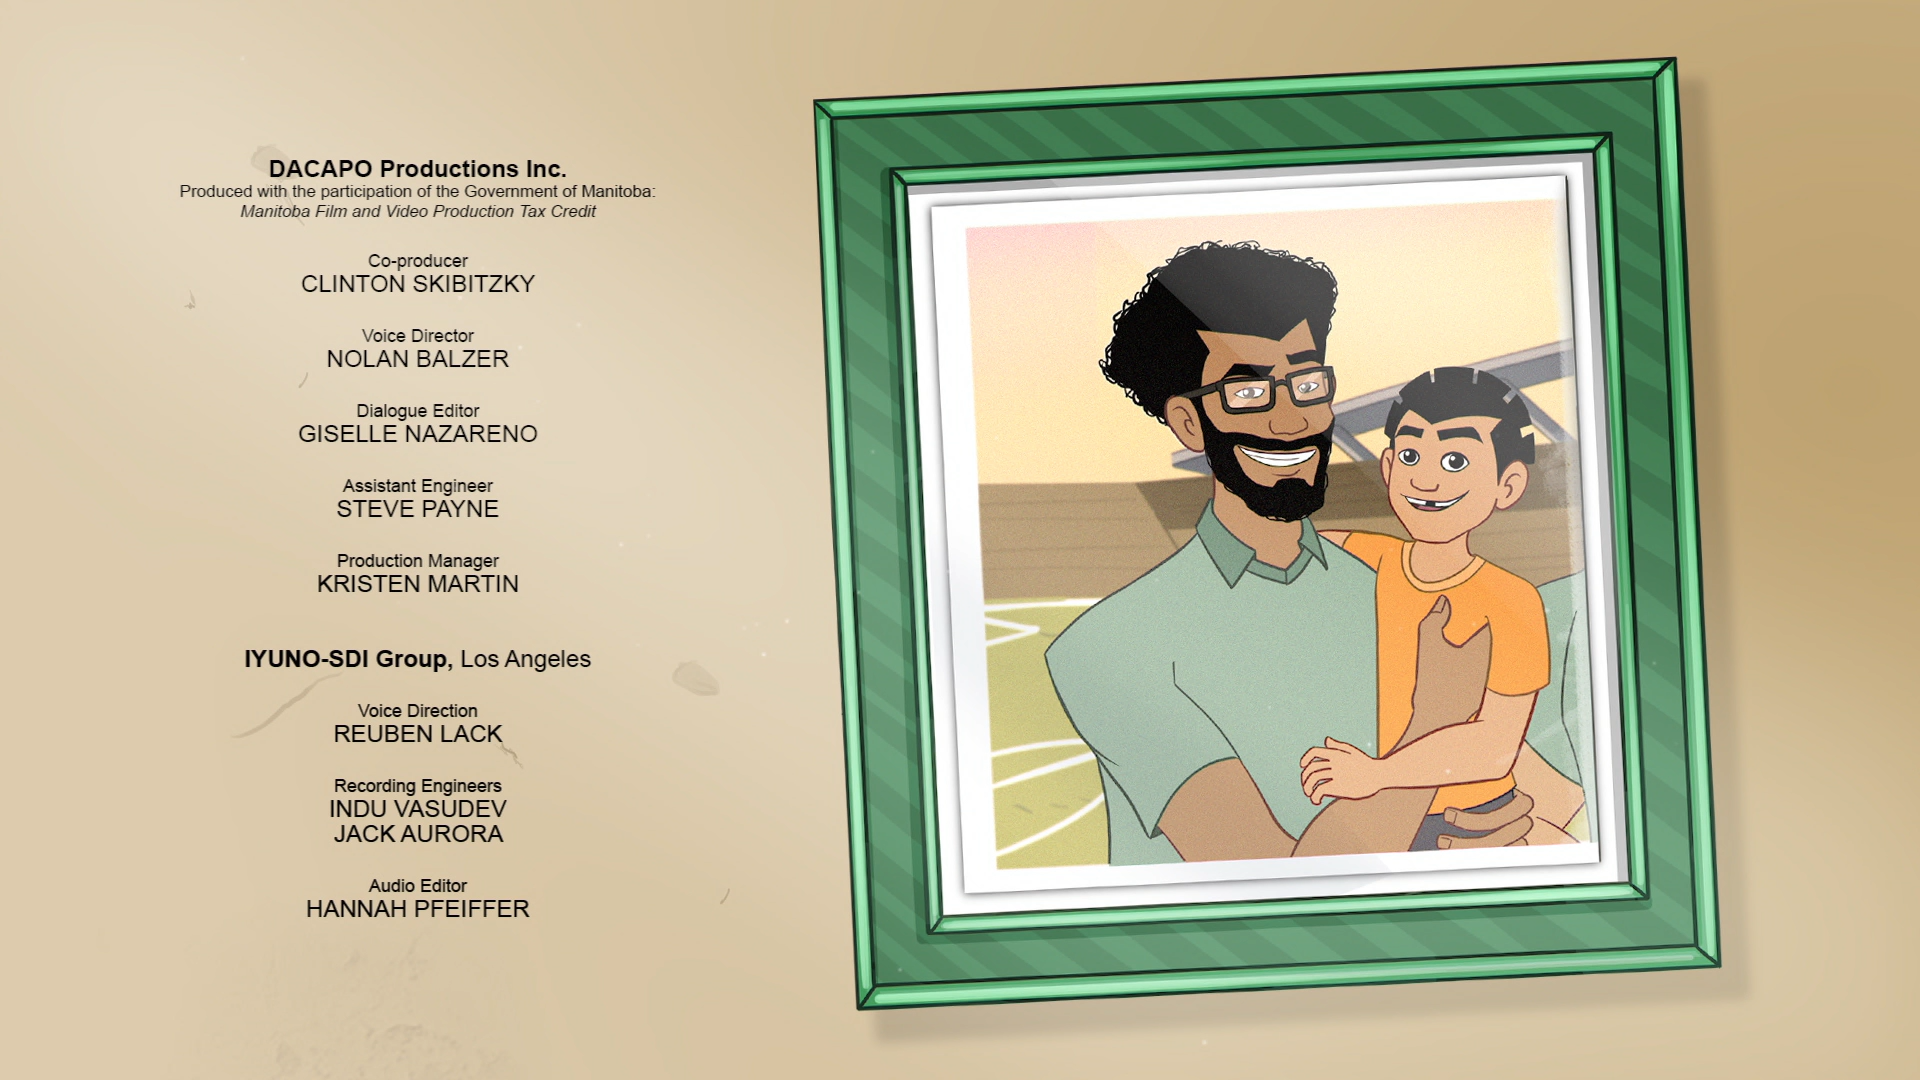 DACAPO Productions Inc.
Produced with the participation of the Government of Manitoba:
Manitoba Film and Video Production Tax Credit
Co-producer
CLINTON SKIBITZKY
Voice Director
NOLAN BALZER
Dialogue Editor
GISELLE NAZARENO
Assistant Engineer
STEVE PAYNE
Production Manager
KRISTEN MARTIN
IYUNO-SDI Group, Los Angeles
Voice Direction
REUBEN LACK
Recording Engineers
INDU VASUDEV
JACK AURORA
Audio Editor
HANNAH PFEIFFER